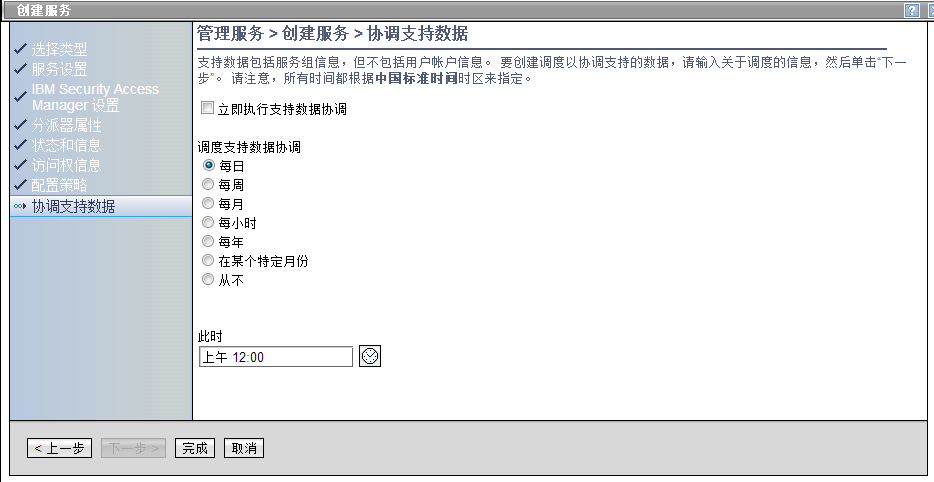 创建服务
?
选择类型
服务设置
IBM Security Access
Manager 设置
分派器属性
状态和信息
访问权信息
配置策略
协调支持数据
管理服务 > 创建服务 > 协调支持数据
支持数据包括服务组信息，但不包括用户帐户信息。 要创建调度以协调支持的数据，请输入关于调度的信息，然后单击“下一
步”。 请注意，所有时间都根据中国标准时间时区来指定。
立即执行支持数据协调
调度支持数据协调
每日
每周
每月
每小时
每年
在某个特定月份
从不
此时
上午 12:00
< 上一步
下一步 >
完成
取消